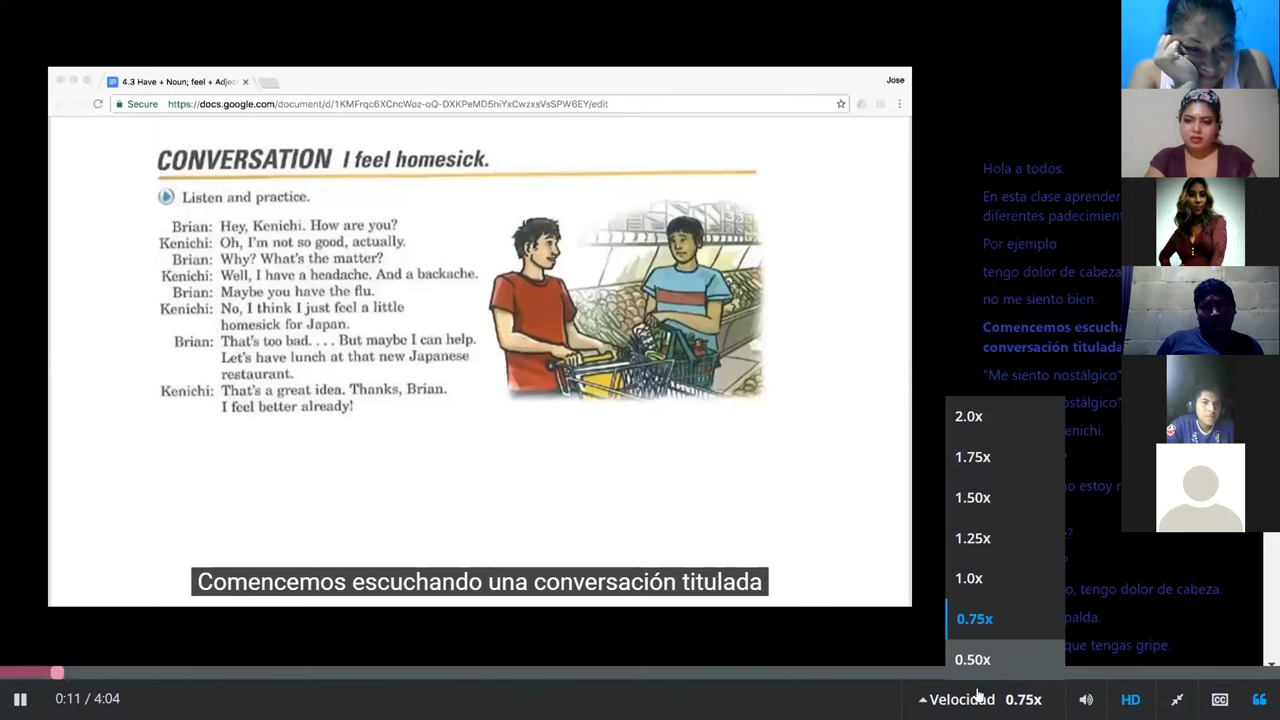 4.3 Have + Noun; feel + Adjec
Jose
Secure https://docs.google.com/document/d/1KMFrqc6XCncWoz-oQ-DXKPeMD5hiYxCwzxsVsSPW6EY/edit
CONVERSATION I feel homesick.
Listen and practice.
Brian: Hey, Kenichi. How are you?
Kenichi: Oh, I'm not so good, actually.
Brian: Why? What's the matter?
Kenichi: Well, I have a headache. And a backache.
Brian: Maybe you have the flu.
Kenichi: No, I think I just feel a little
homesick for Japan.
Brian: That's too bad. . . . But maybe I can help.
Let's have lunch at that new Japanese
restaurant.
Kenichi: That's a great idea. Thanks, Brian.
I feel better already!
Comencemos escuchando una conversación titulada
Hola a todos.
En esta clase aprender
diferentes padecimient
Por ejemplo
tengo dolor de cabeza
no me siento bien.
Comencemos escucha
conversación titulada
"Me siento nostálgico"
ostálgico"
enichi.
?
no estoy m
e?
?
o, tengo dolor de cabeza.
palda.
que tengas gripe.
2.0x
1.75x
1.50x
1.25x
1.0x
0.75x
0.50x
0:11 / 4:04
Velocidad 0.75x
HD
CC